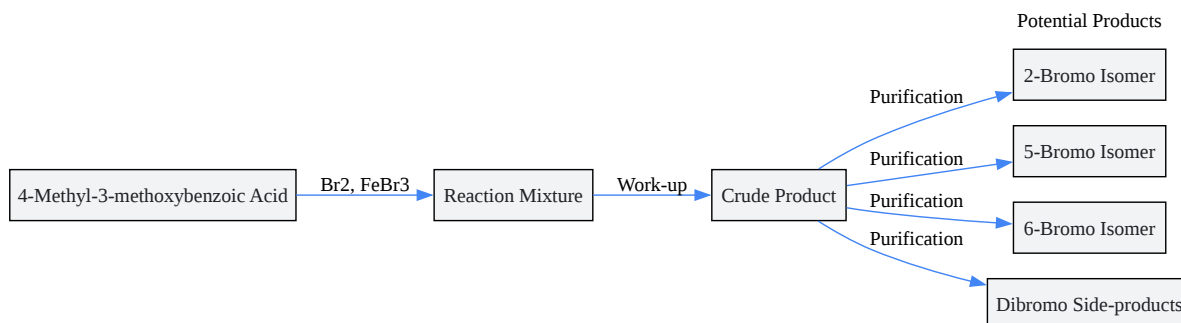 Potential Products
2-Bromo Isomer
Purification
5-Bromo Isomer
Purification
4-Methyl-3-methoxybenzoic Acid
Br2, FeBr3
Reaction Mixture
Work-up
Crude Product
Purification
6-Bromo Isomer
Purification
Dibromo Side-products